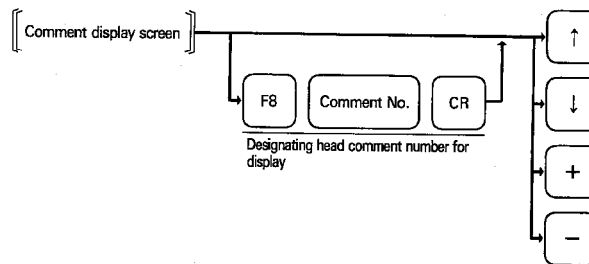 Comment display screen
↑
F8 Comment No. CR
↓
Designating head comment number for
display
+
−